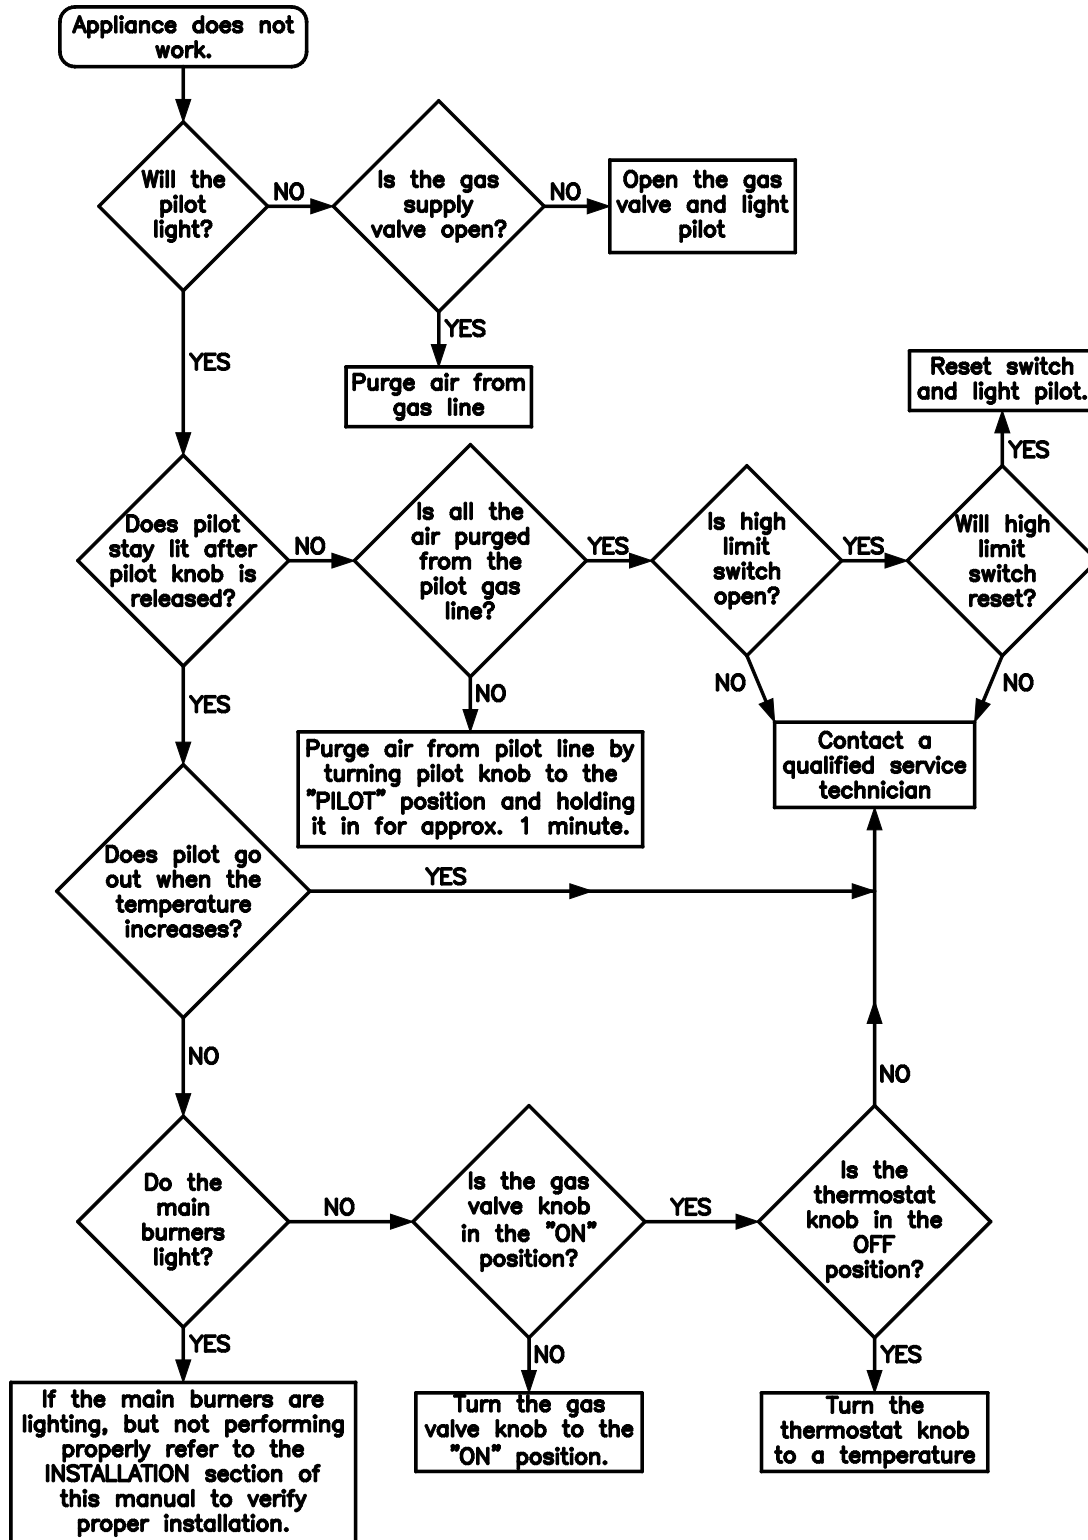 Appliance does not
work.
Will the
pilot
light?
NO
Is the gas
supply
valve open?
NO
Open the gas
valve and light
pilot
YES
Purge air from
gas line
YES
Reset switch
and light pilot.
YES
Does pilot
stay lit after
pilot knob is
released?
NO
Is all the
air purged
from the
pilot gas
line?
YES
Is high
limit
switch
open?
YES
Will high
limit
switch
reset?
NO
NO
NO
YES
Purge air from pilot line by
turning pilot knob to the
"PILOT" position and holding
it in for approx. 1 minute.
Contact a
qualified service
technician
Does pilot go
out when the
temperature
increases?
YES
NO
NO
Do the
main
burners
light?
NO
Is the gas
valve knob
in the "ON"
position?
YES
Is the
thermostat
knob in the
OFF
position?
YES
NO
YES
If the main burners are
lighting, but not performing
properly refer to the
INSTALLATION section of
this manual to verify
proper installation.
Turn the gas
valve knob to the
"ON" position.
Turn the
thermostat knob
to a temperature